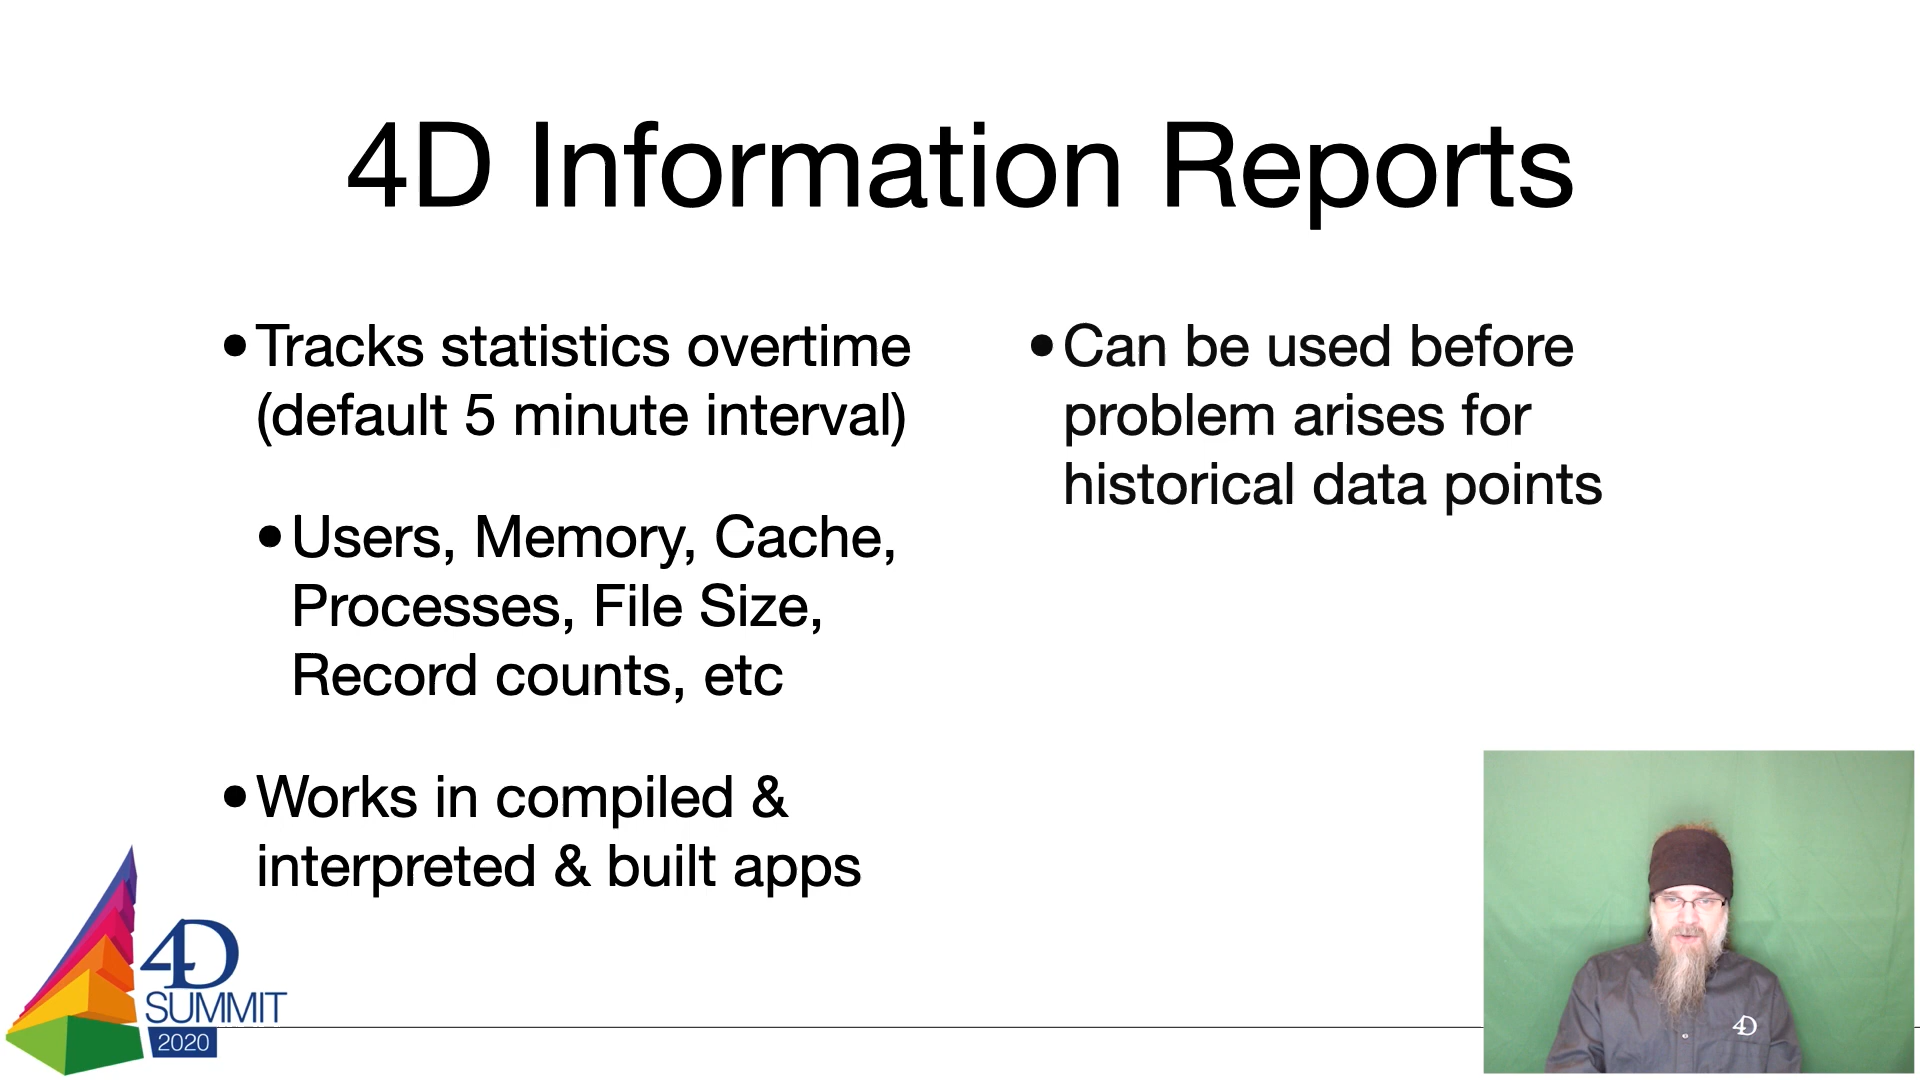 4D Information Reports
•Tracks statistics overtime
(default 5 minute interval)
•Users, Memory, Cache,
Processes, File Size,
Record counts, etc
•Works in compiled &
interpreted & built apps
•Can be used before
problem arises for
historical data points
4D
SUMMIT
2020
4D